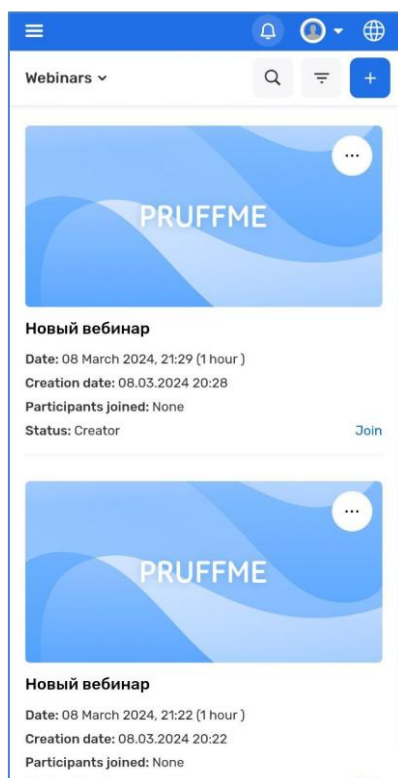 Webinars
PRUFFME
Новый вебинар
Date: 08 March 2024, 21:29 (1 hour )
Creation date: 08.03.2024 20:28
Participants joined: None
Status: Creator
Join
PRUFFME
Новый вебинар
Date: 08 March 2024, 21:22 (1 hour )
Creation date: 08.03.2024 20:22
Participants joined: None